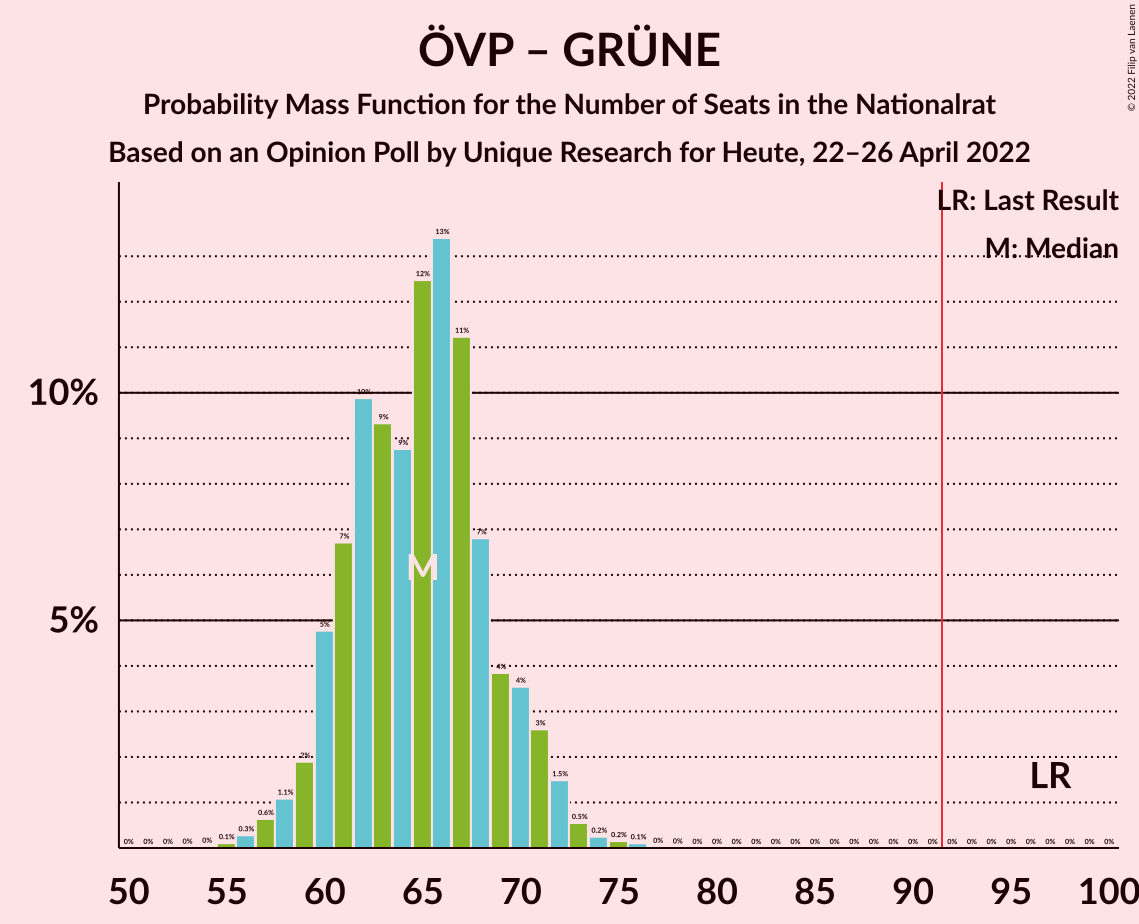 ÖVP – GRÜNE
Probability Mass Function for the Number of Seats in the Nationalrat
Based on an Opinion Poll by Unique Research for Heute, 22–26 April 2022
© 2022 Filip van Laenen
LR: Last Result
M: Median
10%
5%
0% 0% 0% 0% 0% 0.1% 0.3% 0.6% 1.1% 2% 5% 7% 10% 9% 9% 12% 13% 11% 7% 4% 4% 3% 1.5% 0.5% 0.2% 0.2% 0.1% 0% 0% 0% 0% 0% 0% 0% 0% 0% 0% 0% 0% 0% 0% 0% 0% 0% 0% 0% 0% 0% 0% 0% 0%
M
LR
50 55 60 65 70 75 80 85 90 95 100